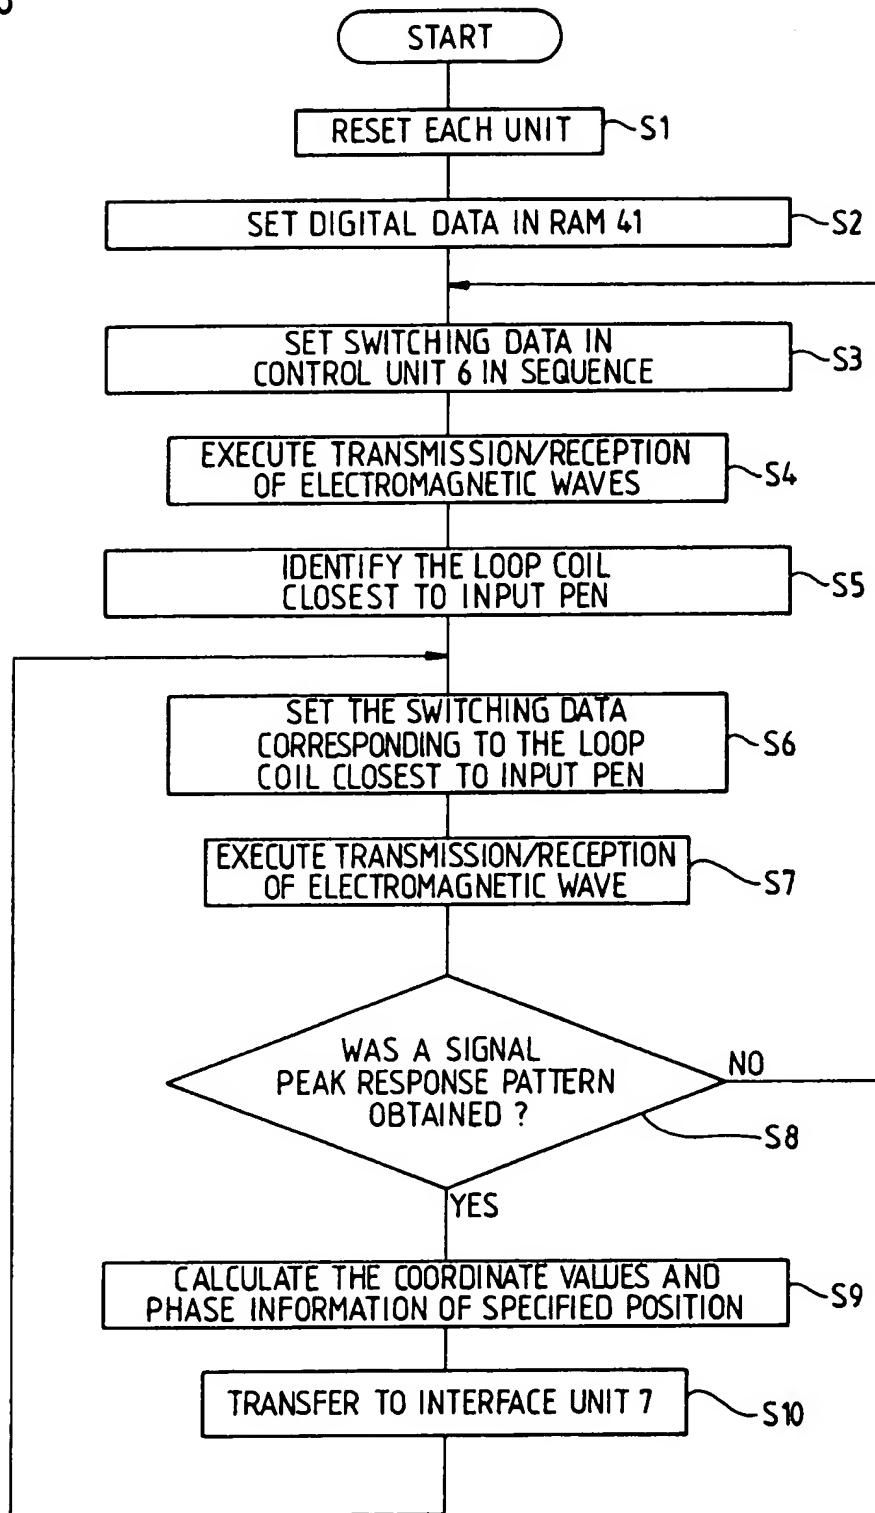 START
RESET EACH UNIT
S1
SET DIGITAL DATA IN RAM 41
S2
SET SWITCHING DATA IN
CONTROL UNIT 6 IN SEQUENCE
S3
EXECUTE TRANSMISSION/RECEPTION
OF ELECTROMAGNETIC WAVES
S4
IDENTIFY THE LOOP COIL
CLOSEST TO INPUT PEN
S5
SET THE SWITCHING DATA
CORRESPONDING TO THE LOOP
COIL CLOSEST TO INPUT PEN
S6
EXECUTE TRANSMISSION/RECEPTION
OF ELECTROMAGNETIC WAVE
S7
WAS A SIGNAL
PEAK RESPONSE PATTERN
OBTAINED ?
NO
S8
YES
CALCULATE THE COORDINATE VALUES AND
PHASE INFORMATION OF SPECIFIED POSITION
S9
TRANSFER TO INTERFACE UNIT 7
S10